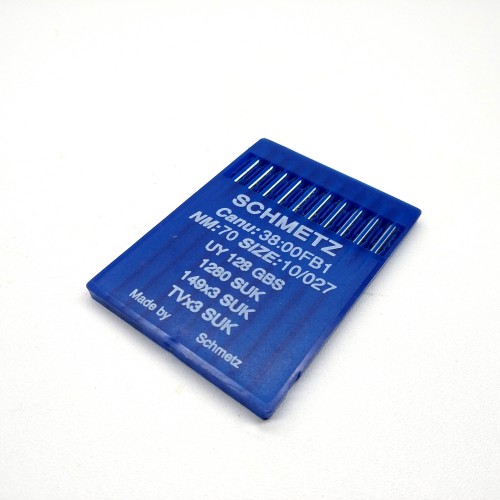 SCHMETZ
Canu: 38:00FB1
NM:70 SIZE:10/027
UY 128 GBS
1280 SUK
149x3 SUK
TVx3 SUK
Made by Schmetz